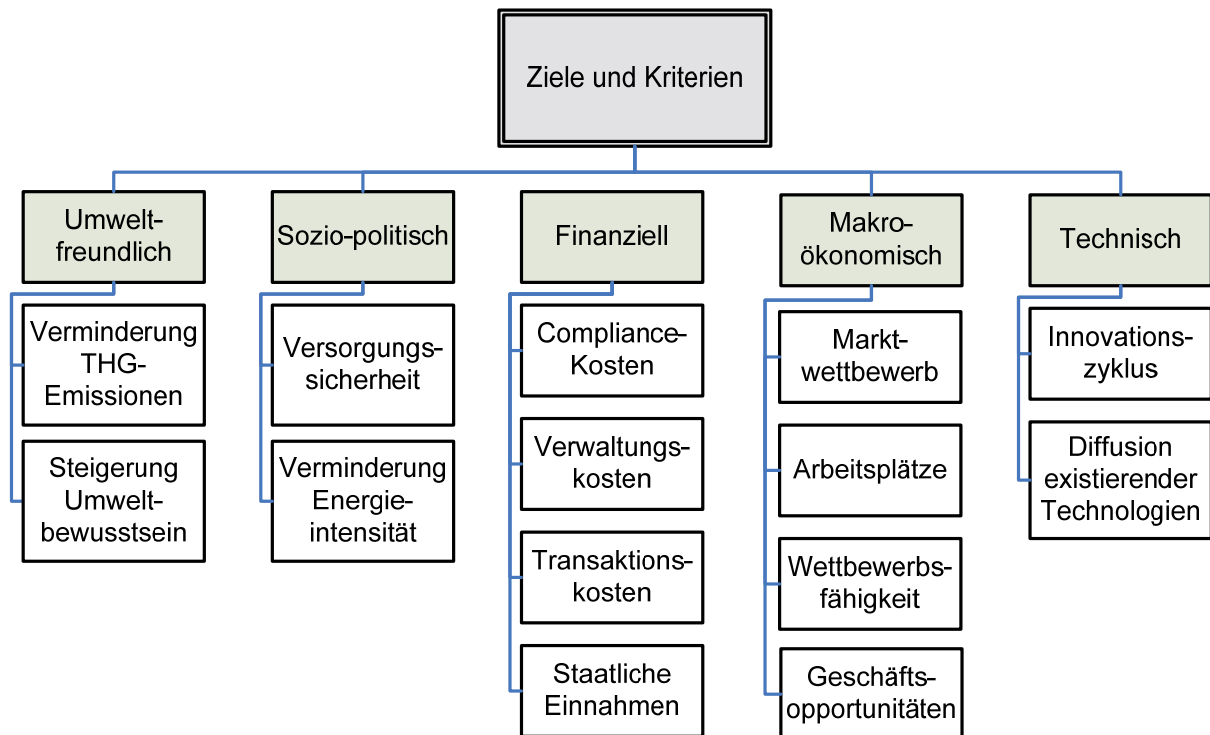 Ziele und Kriterien
Umwelt-
freundlich
Verminderung
THG-
Emissionen
Steigerung
Umwelt-
bewusstsein
Sozio-politisch
Versorgungs-
sicherheit
Verminderung
Energie-
intensität
Finanziell
Compliance-
Kosten
Verwaltungs-
kosten
Transaktions-
kosten
Staatliche
Einnahmen
Makro-
ökonomisch
Markt-
wettbewerb
Arbeitsplätze
Wettbewerbs-
fähigkeit
Geschäfts-
opportunitäten
Technisch
Innovations-
zyklus
Diffusion
existierender
Technologien